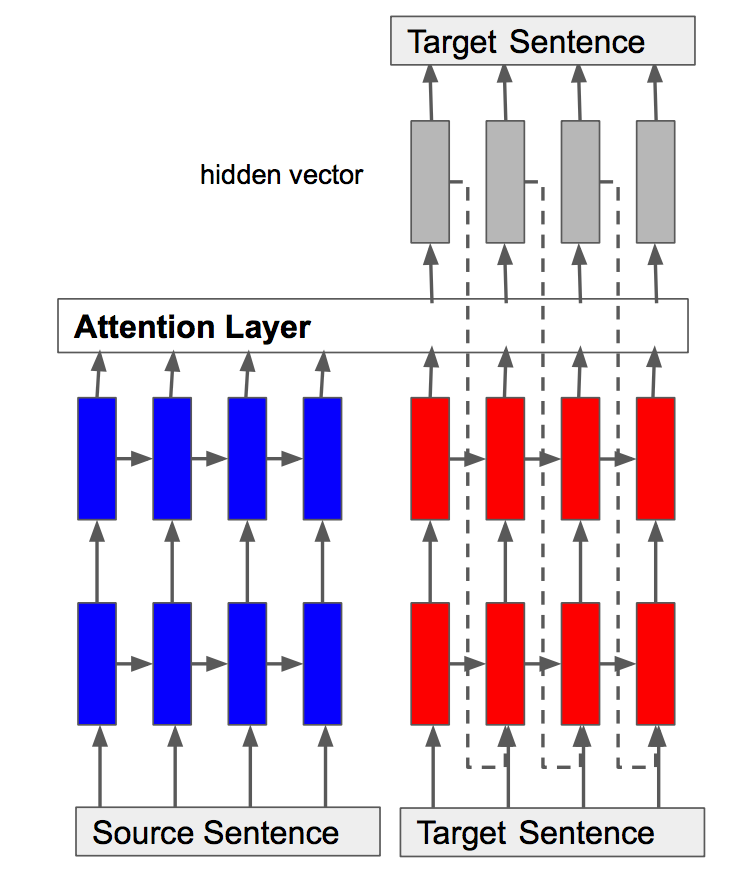 Target Sentence
hidden vector
Attention Layer
Source Sentence
Target Sentence